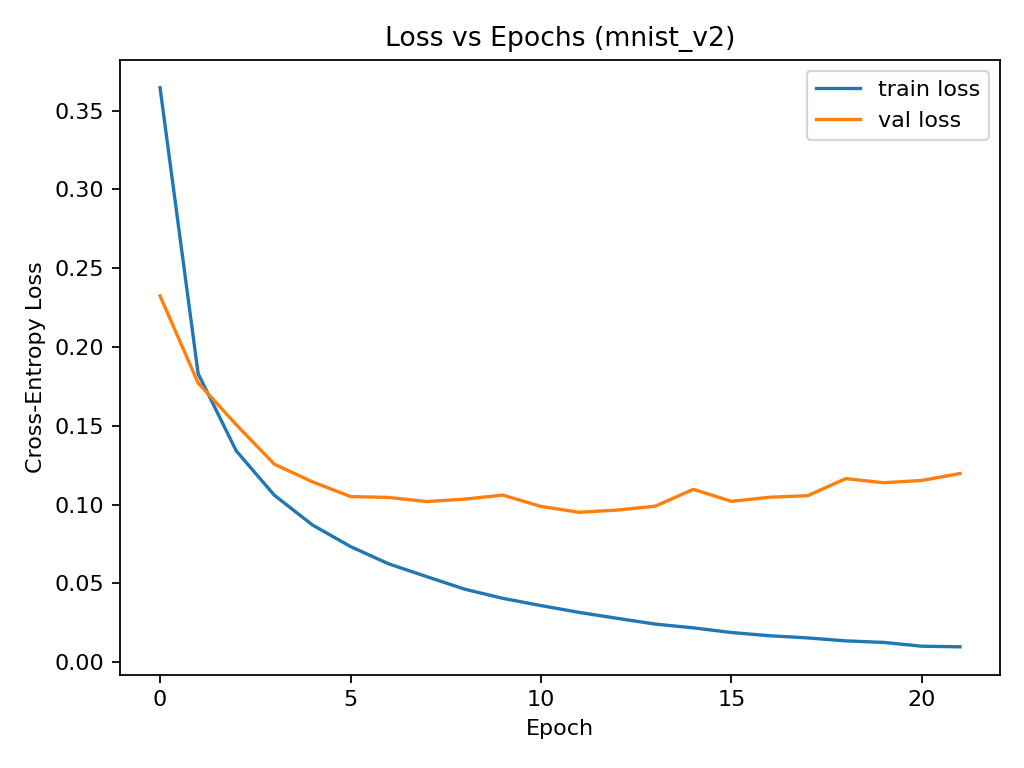 Loss vs Epochs (mnist_v2)
train loss
val loss
Cross-Entropy Loss
0.35
0.30
0.25
0.20
0.15
0.10
0.05
0.00
0 5 10 15 20
Epoch